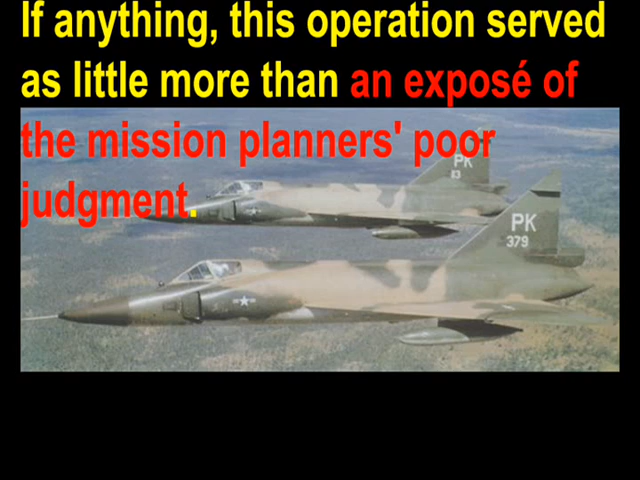 If anything, this operation served
as little more than an exposé of
the mission planners' poor
judgment.
PK
113
PK
379